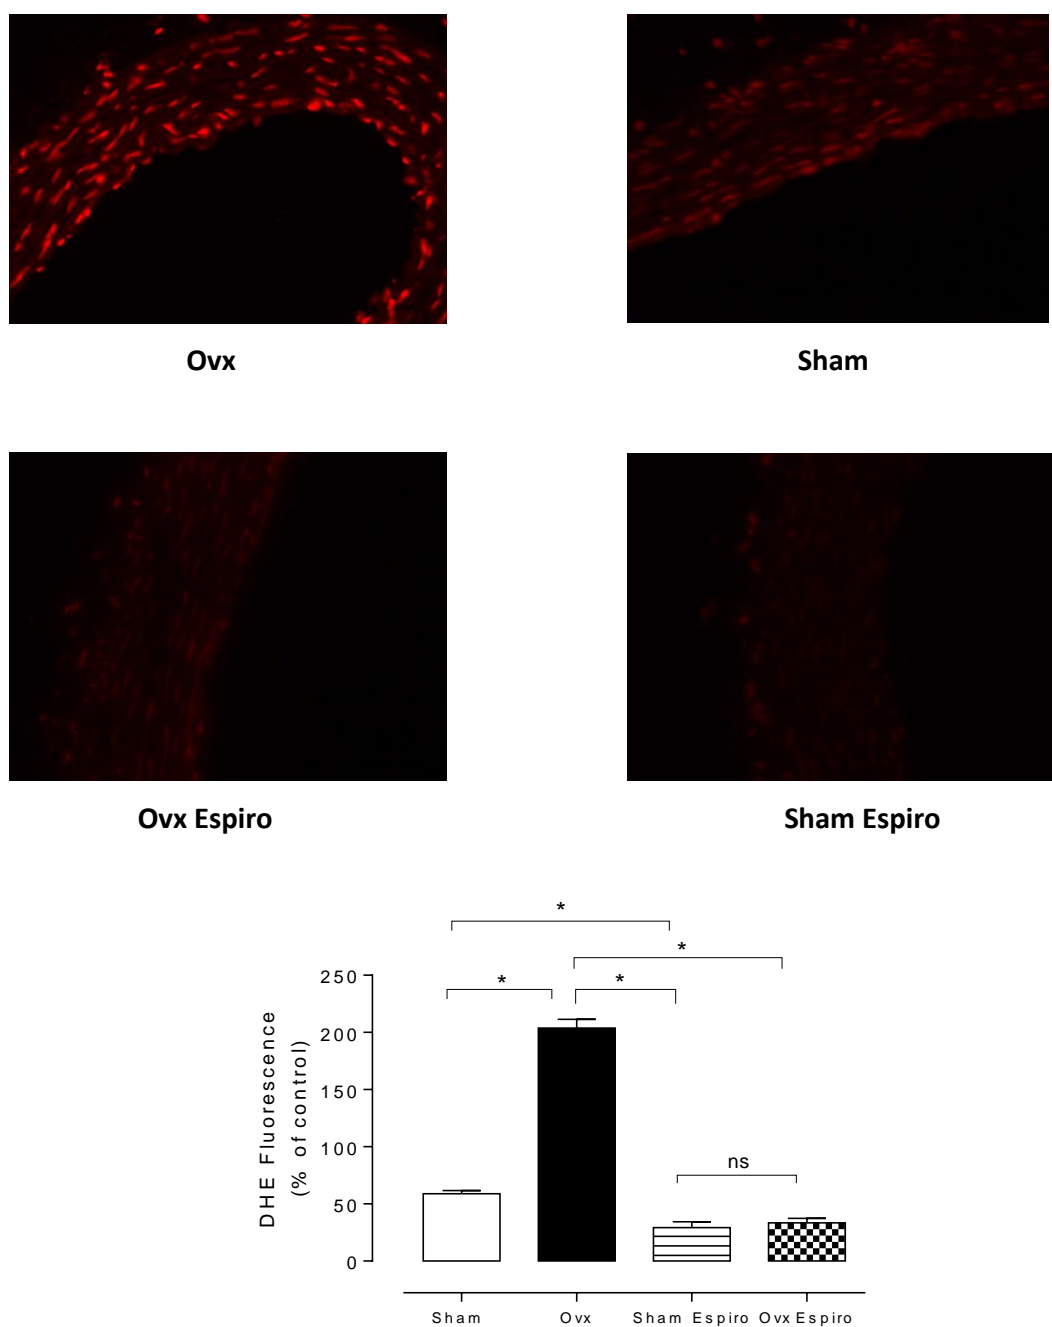 Ovx
Sham
Ovx Espiro
Sham Espiro
*
*
*
*
250
200
150
100
50
0
DHE Fluorescence
(% of control)
ns
Sham
Ovx
Sham Espiro
Ovx Espiro